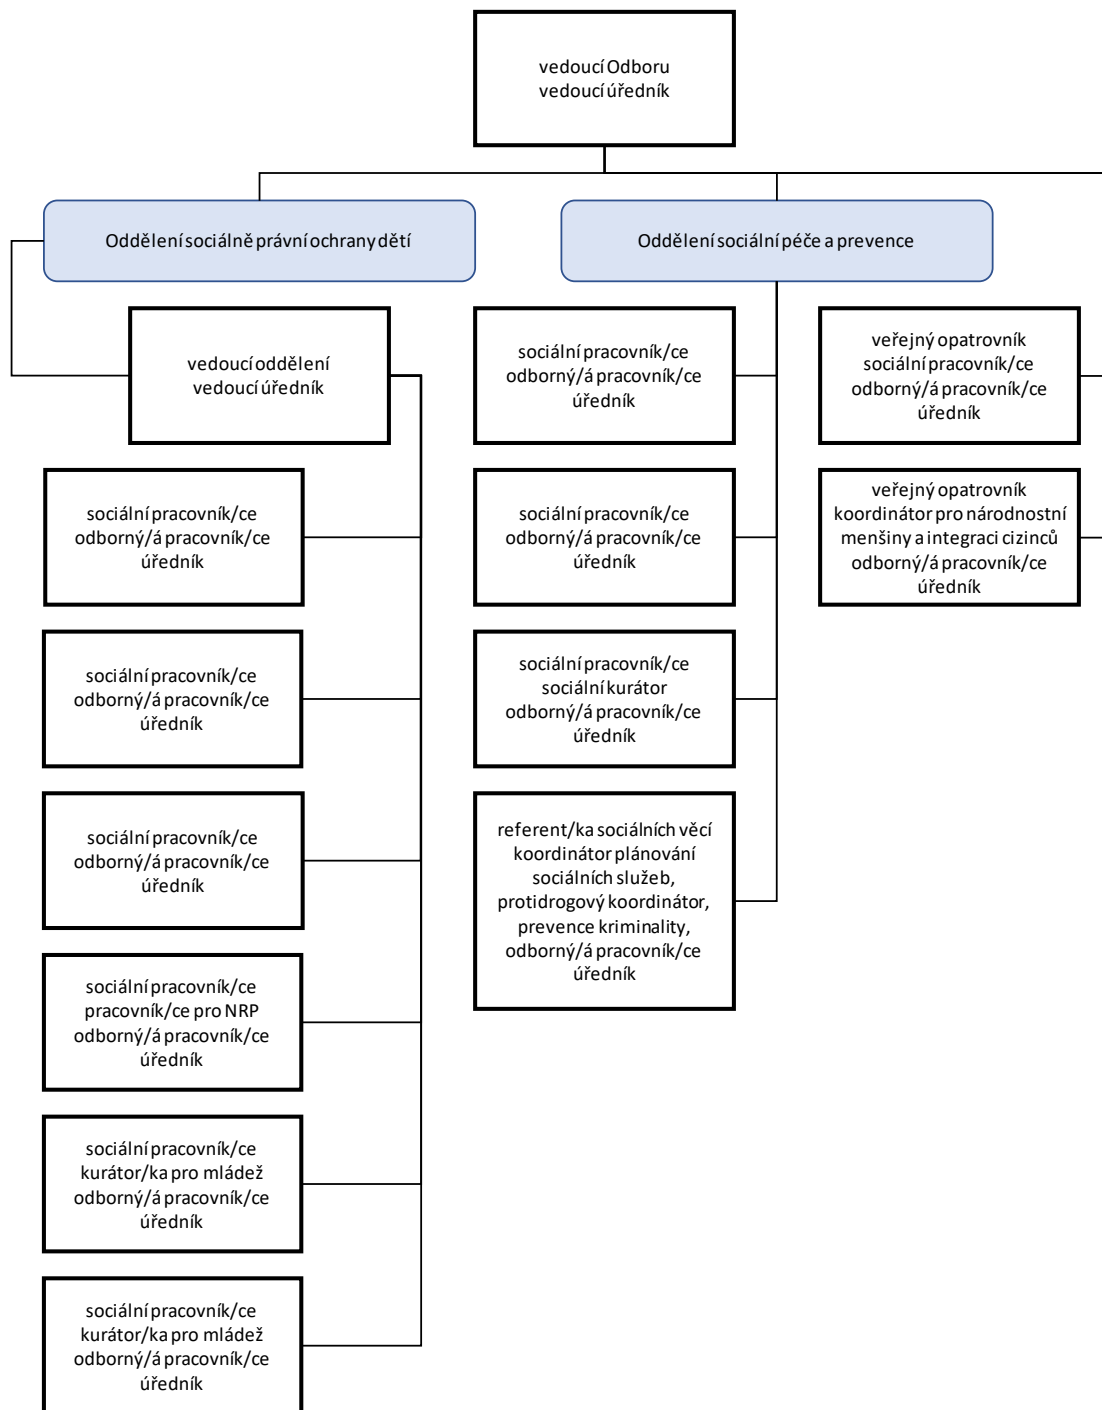 vedoucí Odboru
vedoucí úředník
Oddělení sociálně právní ochrany dětí
Oddělení sociální péče a prevence
vedoucí oddělení
vedoucí úředník
sociální pracovník/ce
odborný/á pracovník/ce
úředník
veřejný opatrovník
sociální pracovník/ce
odborný/á pracovník/ce
úředník
sociální pracovník/ce
odborný/á pracovník/ce
úředník
sociální pracovník/ce
odborný/á pracovník/ce
úředník
veřejný opatrovník
koordinátor pro národnostní
menšiny a integraci cizinců
odborný/á pracovník/ce
úředník
sociální pracovník/ce
odborný/á pracovník/ce
úředník
sociální pracovník/ce
sociální kurátor
odborný/á pracovník/ce
úředník
sociální pracovník/ce
odborný/á pracovník/ce
úředník
referent/ka sociálních věcí
koordinátor plánování
sociálních služeb,
protidrogový koordinátor,
prevence kriminality,
odborný/á pracovník/ce
úředník
sociální pracovník/ce
pracovník/ce pro NRP
odborný/á pracovník/ce
úředník
sociální pracovník/ce
kurátor/ka pro mládež
odborný/á pracovník/ce
úředník
sociální pracovník/ce
kurátor/ka pro mládež
odborný/á pracovník/ce
úředník